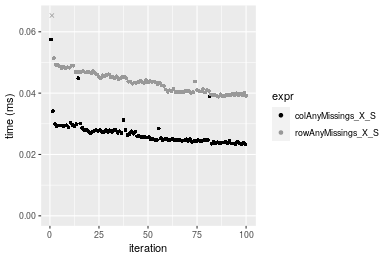 0.06
0.04
0.02
0.00
time (ms)
0
25
50
75
100
iteration
expr
colAnyMissings_X_S
rowAnyMissings_X_S